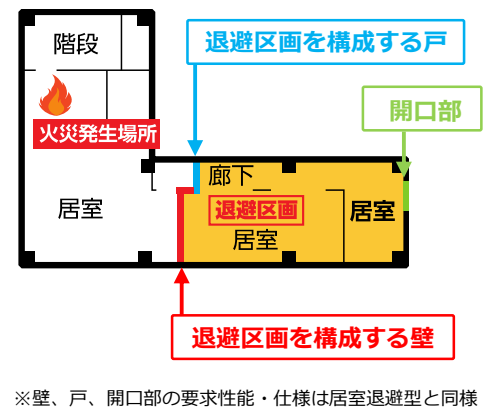 階段
退避区画を構成する戸
開口部
火災発生場所
廊下
居室
退避区画
居室
居室
退避区画を構成する壁
※壁、戸、開口部の要求性能・仕様は居室退避型と同様